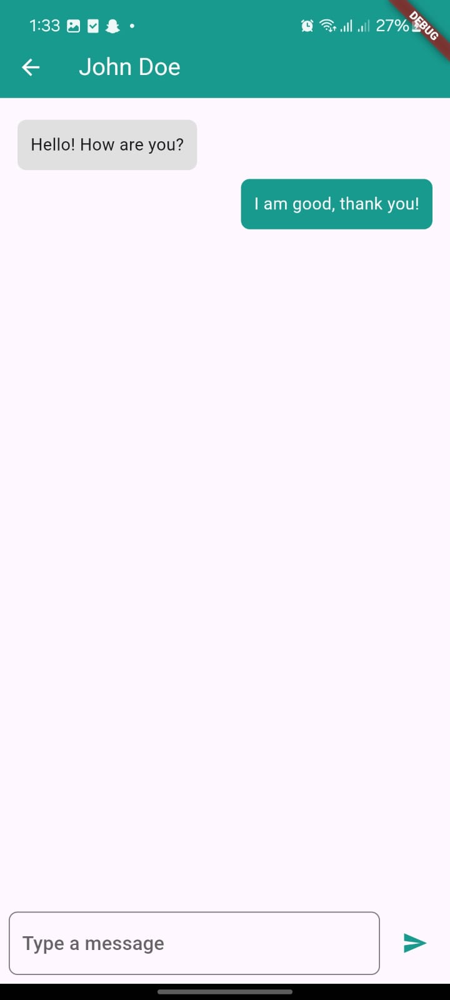 1:33
27%
DEBUG
John Doe
Hello! How are you?
I am good, thank you!
Type a message